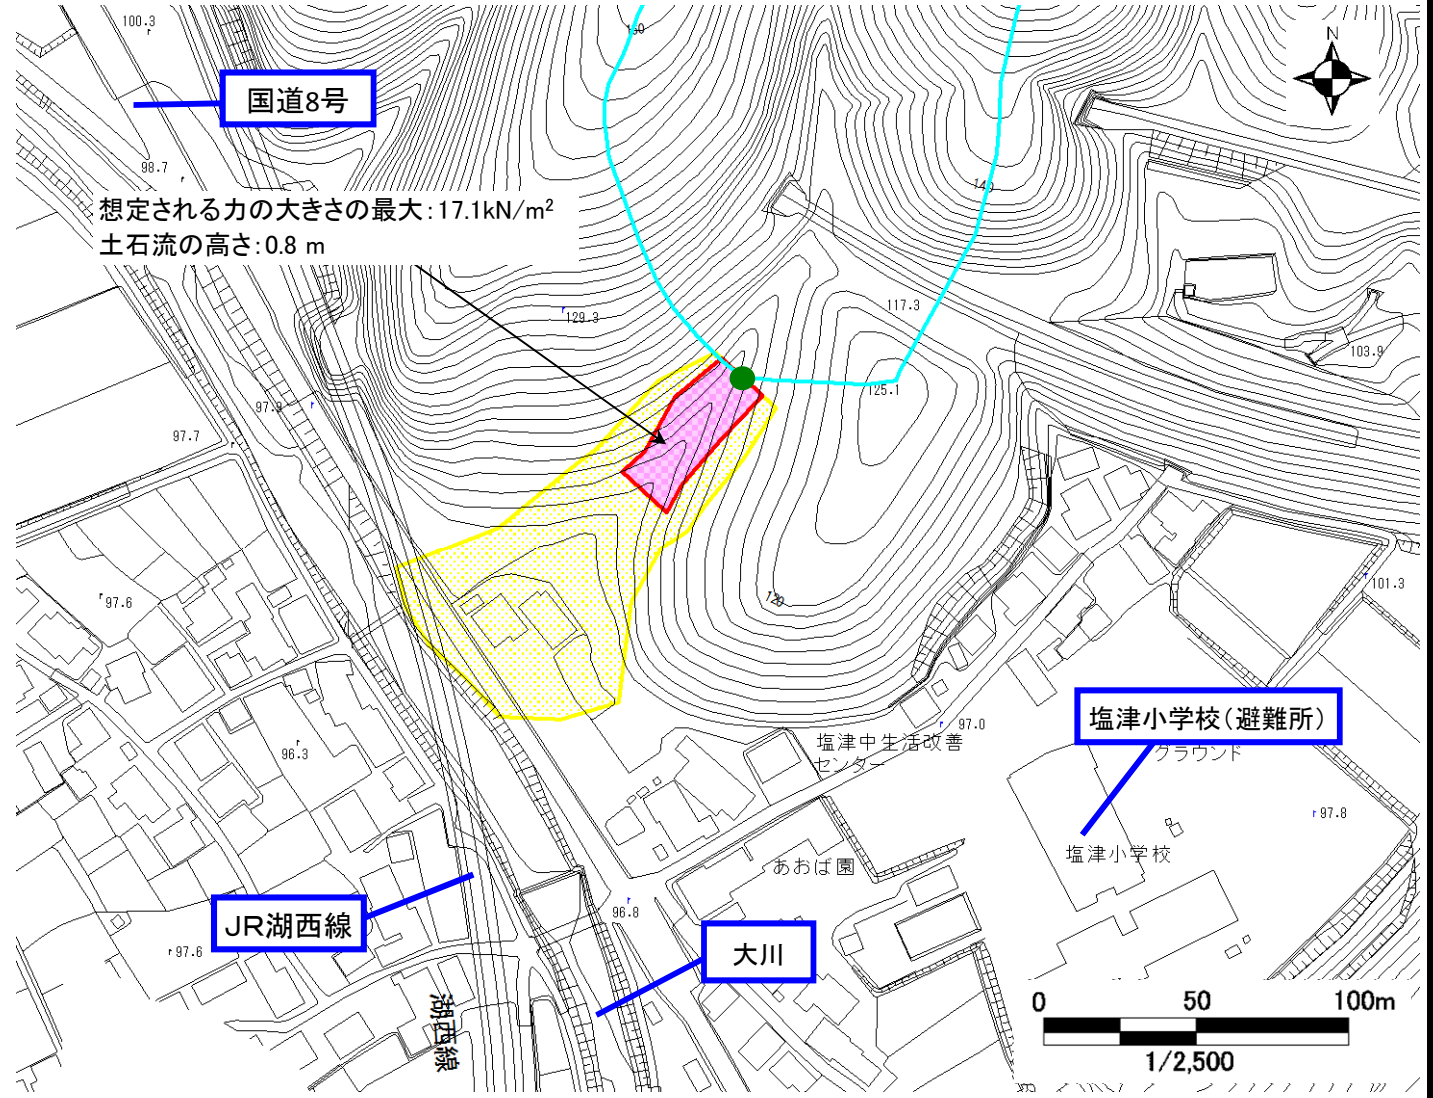 100.3
160
N
国道8号
98.7
想定される力の大きさの最大:17.1kN/m²
土石流の高さ:0.8 m
140
129.3
117.3
103.9
125.1
97.9
97.7
97.6
120
101.3
塩津小学校(避難所)
97.0
塩津中生活改善
センター
グラウンド
96.3
97.8
塩津小学校
あおば園
JR湖西線
96.8
大川
97.6
湖西線
0 50 100m
1/2,500